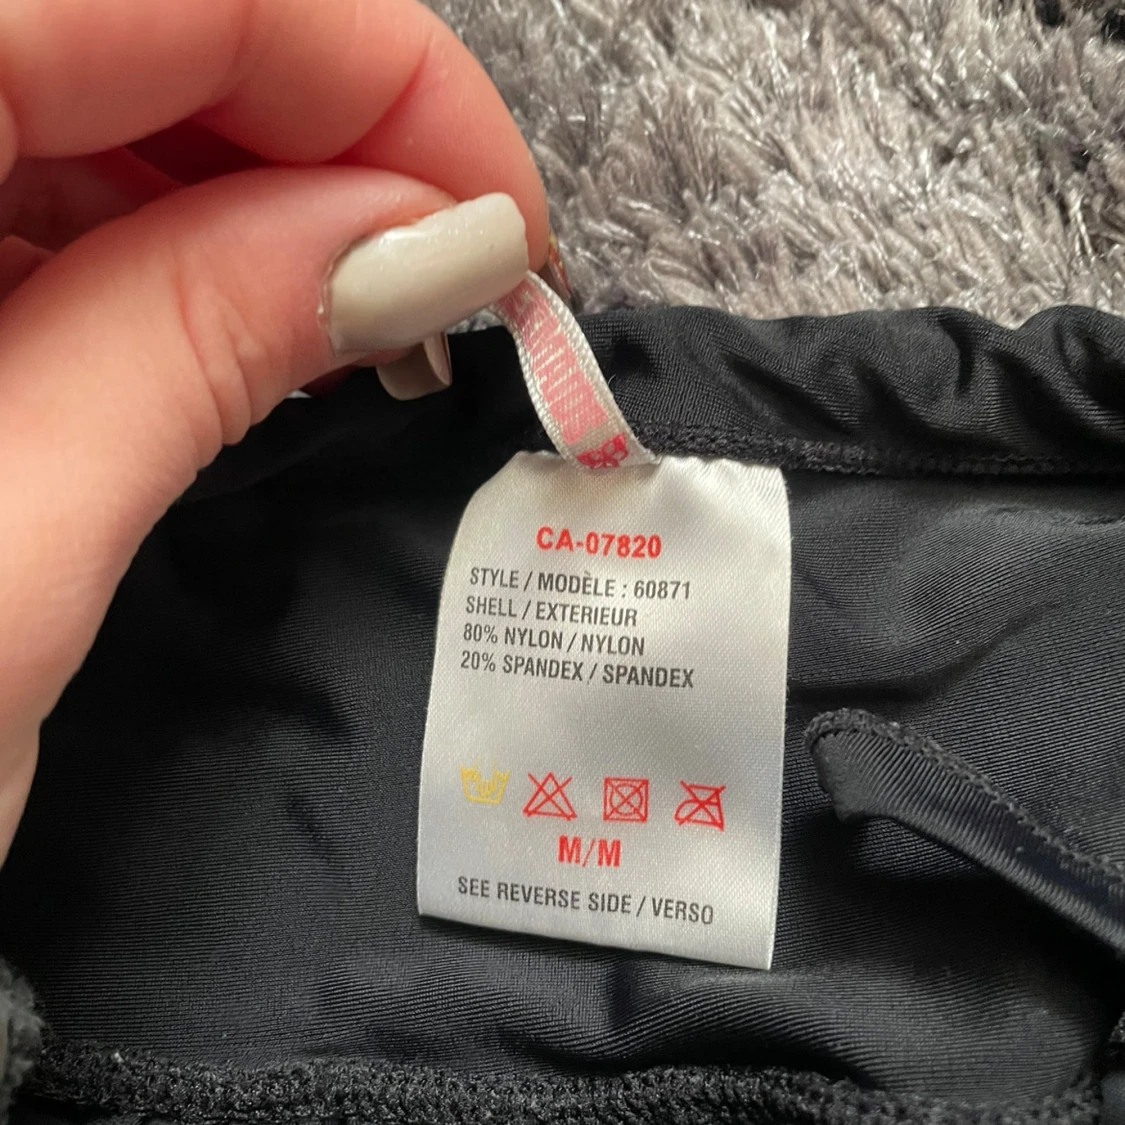 CA-07820
STYLE / MODÈLE : 60871
SHELL / EXTERIEUR
80% NYLON / NYLON
20% SPANDEX / SPANDEX
M/M
SEE REVERSE SIDE / VERSO